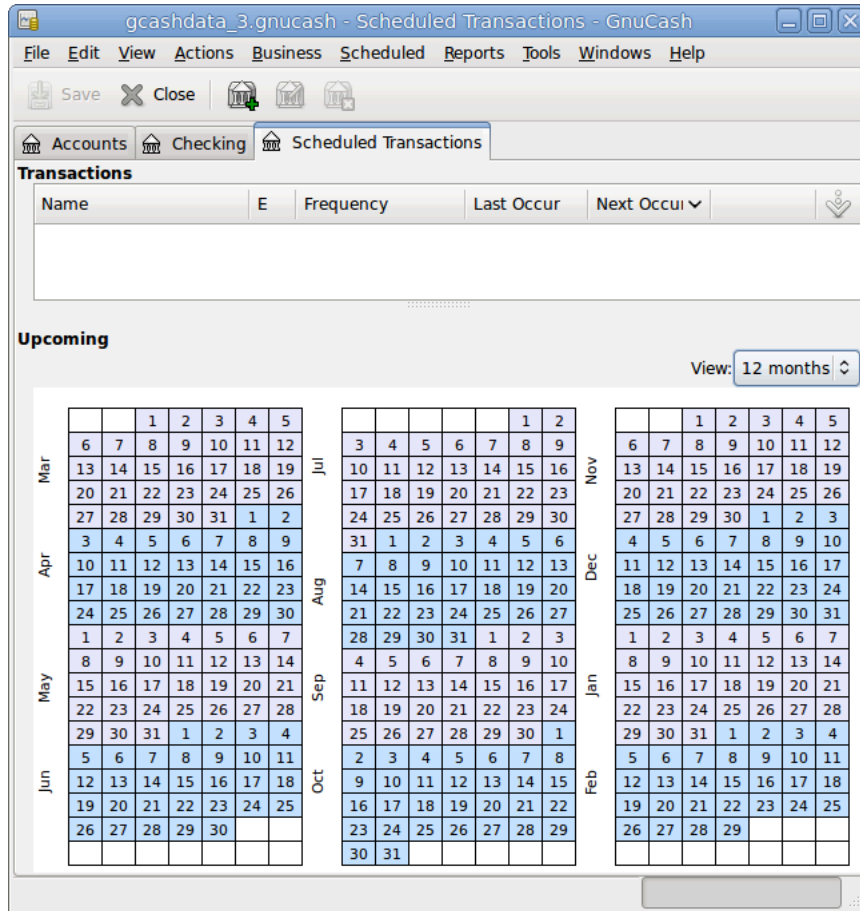 gcashdata_3.gnucash - Scheduled Transactions - GnuCash
File Edit View Actions Business Scheduled Reports Tools Windows Help
Save Close
Accounts Checking Scheduled Transactions
Transactions
Name E Frequency Last Occur Next Occur
Upcoming
View: 12 months
Mar
1 2 3 4 5
6 7 8 9 10 11 12
13 14 15 16 17 18 19
20 21 22 23 24 25 26
27 28 29 30 31 1 2
Apr
3 4 5 6 7 8 9
10 11 12 13 14 15 16
17 18 19 20 21 22 23
24 25 26 27 28 29 30
May
1 2 3 4 5 6 7
8 9 10 11 12 13 14
15 16 17 18 19 20 21
22 23 24 25 26 27 28
29 30 31 1 2 3 4
Jun
5 6 7 8 9 10 11
12 13 14 15 16 17 18
19 20 21 22 23 24 25
26 27 28 29 30
Jul
1 2
3 4 5 6 7 8 9
10 11 12 13 14 15 16
17 18 19 20 21 22 23
24 25 26 27 28 29 30
31 1 2 3 4 5 6
Aug
7 8 9 10 11 12 13
14 15 16 17 18 19 20
21 22 23 24 25 26 27
28 29 30 31 1 2 3
Sep
4 5 6 7 8 9 10
11 12 13 14 15 16 17
18 19 20 21 22 23 24
25 26 27 28 29 30 1
Oct
2 3 4 5 6 7 8
9 10 11 12 13 14 15
16 17 18 19 20 21 22
23 24 25 26 27 28 29
30 31
Nov
1 2 3 4 5
6 7 8 9 10 11 12
13 14 15 16 17 18 19
20 21 22 23 24 25 26
27 28 29 30 1 2 3
Dec
4 5 6 7 8 9 10
11 12 13 14 15 16 17
18 19 20 21 22 23 24
25 26 27 28 29 30 31
Jan
1 2 3 4 5 6 7
8 9 10 11 12 13 14
15 16 17 18 19 20 21
22 23 24 25 26 27 28
29 30 31 1 2 3 4
Feb
5 6 7 8 9 10 11
12 13 14 15 16 17 18
19 20 21 22 23 24 25
26 27 28 29